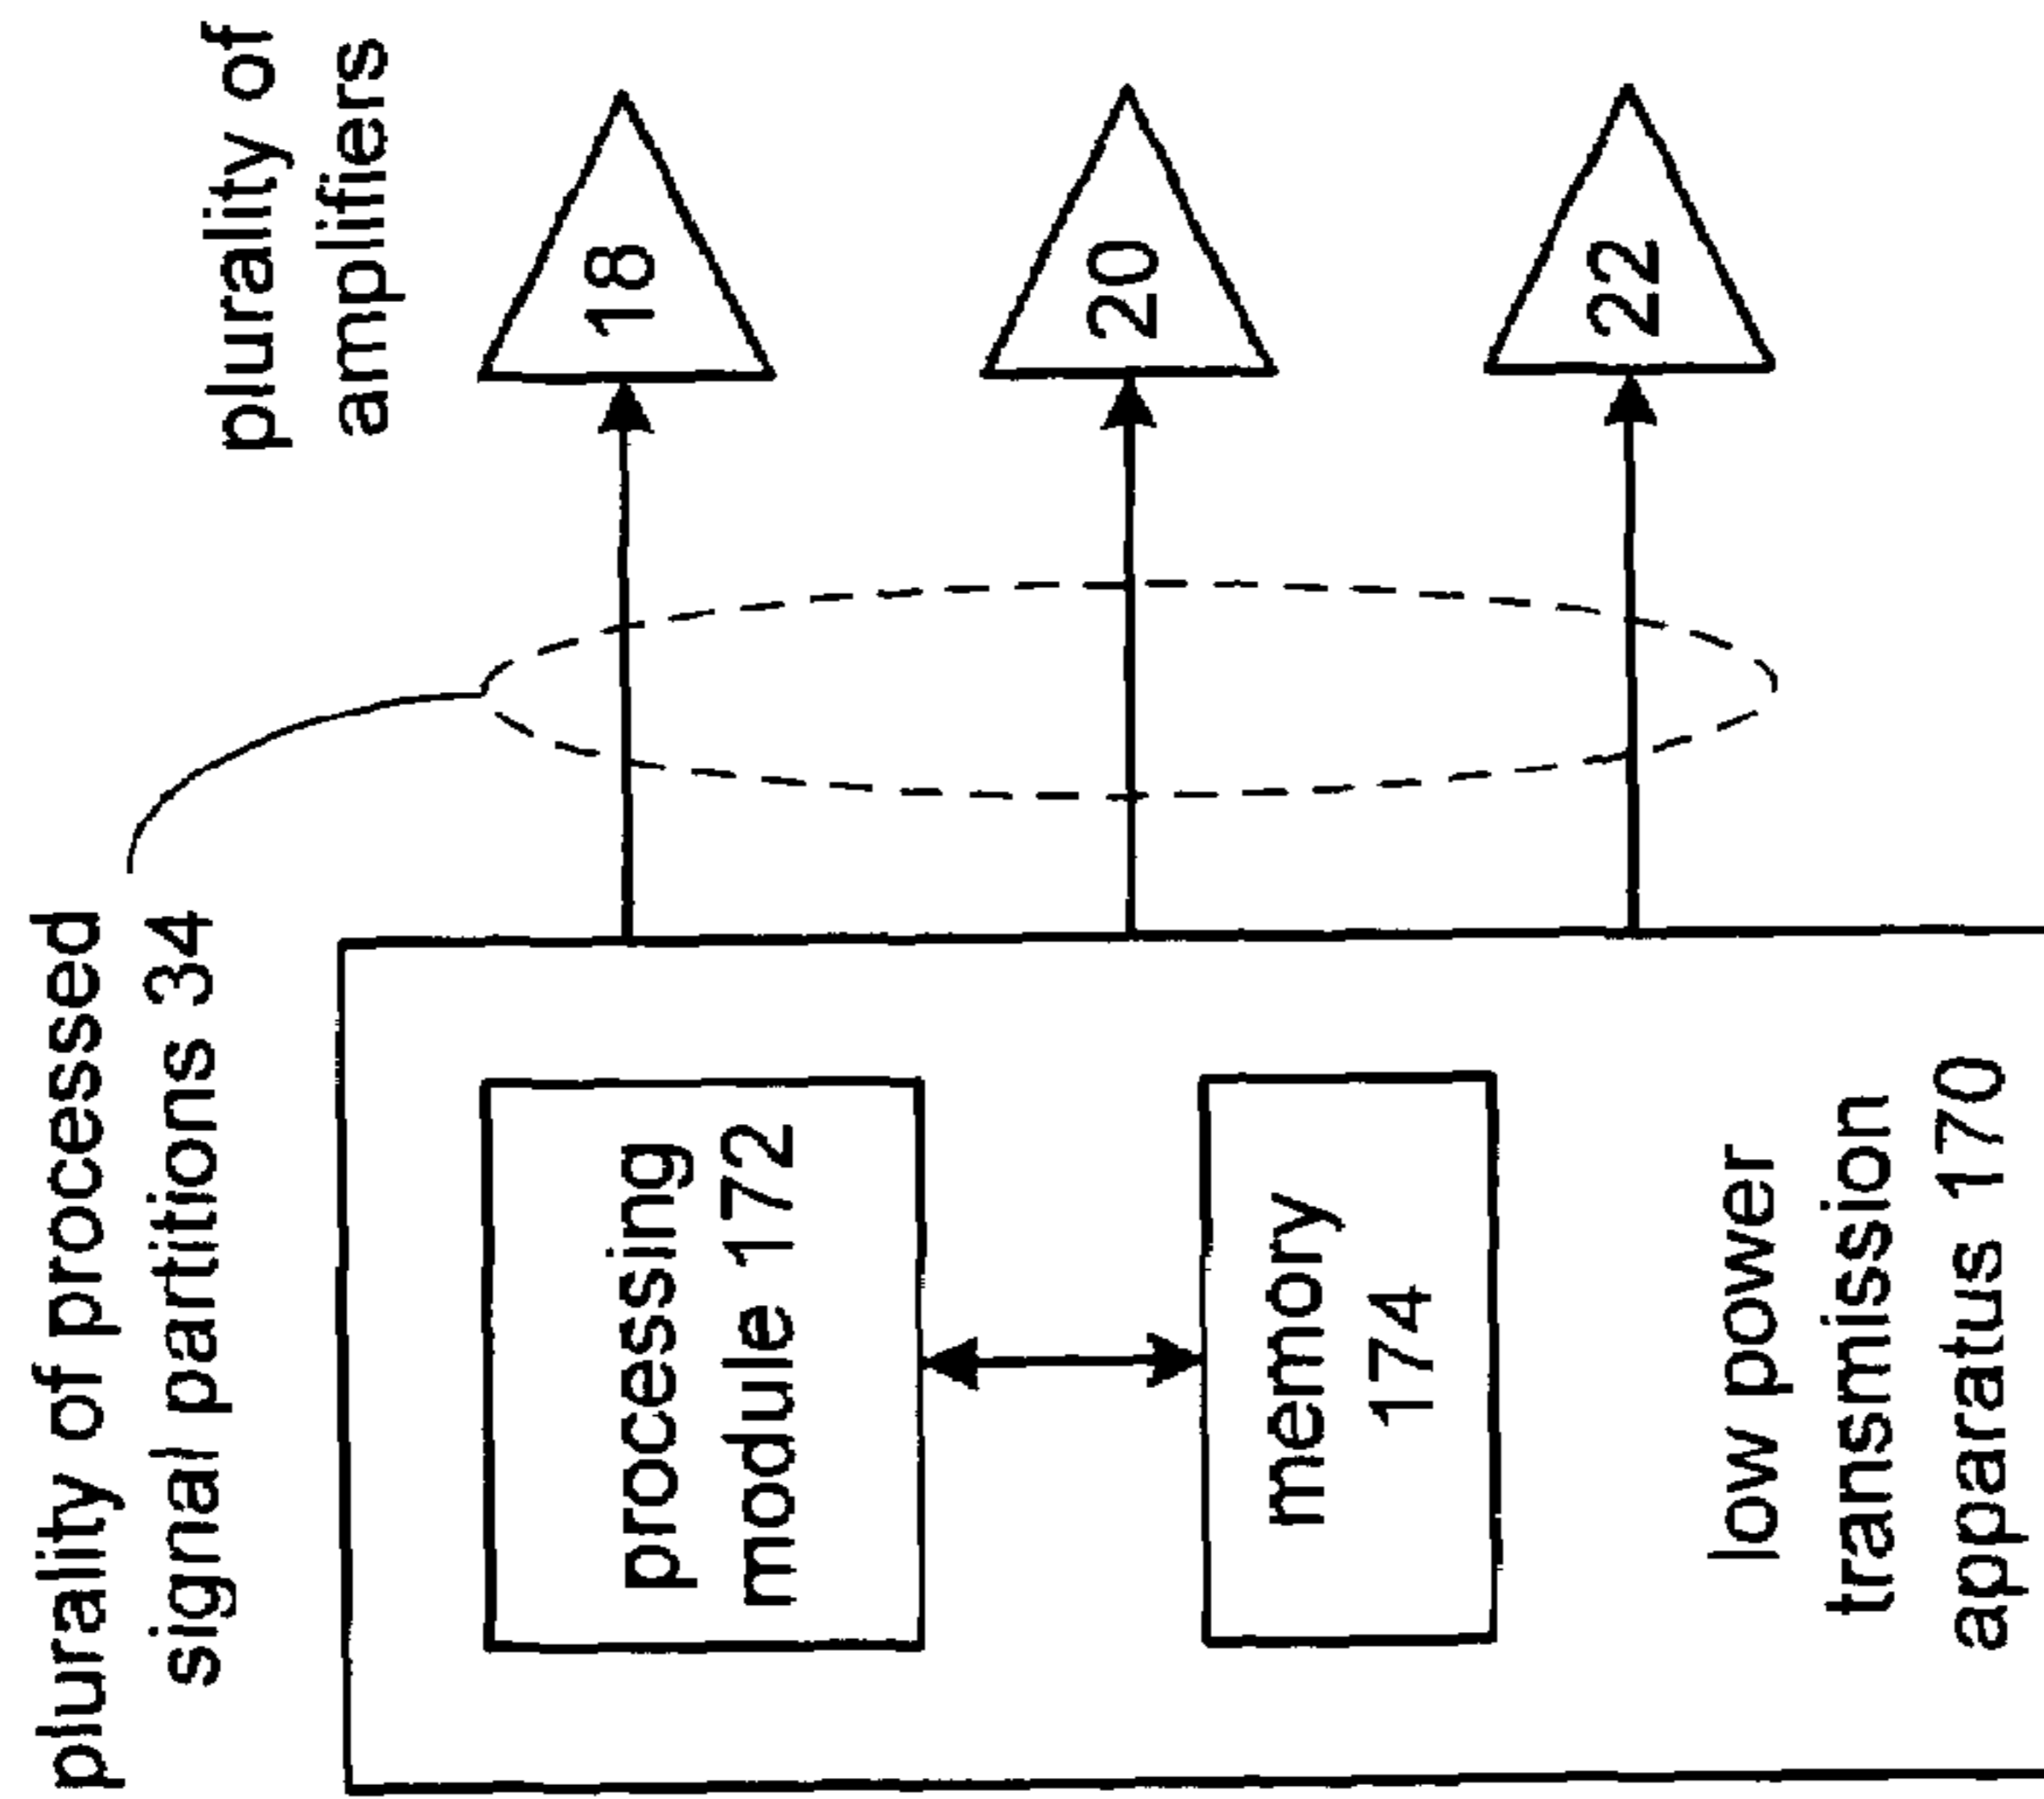 plurality of processed
signal partitions 34
plurality of
amplifiers
processing
module 172
18
20
22
memory
174
low power
transmission
apparatus 170